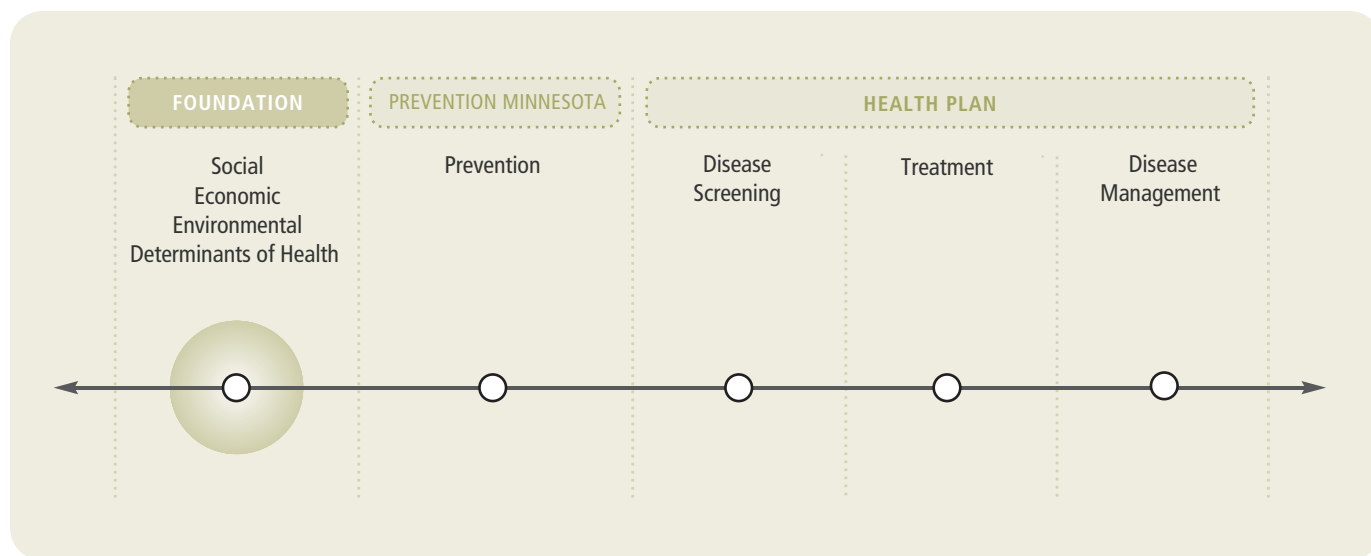 FOUNDATION
PREVENTION MINNESOTA
HEALTH PLAN
Social
Economic
Environmental
Determinants of Health
Prevention
Disease
Screening
Treatment
Disease
Management